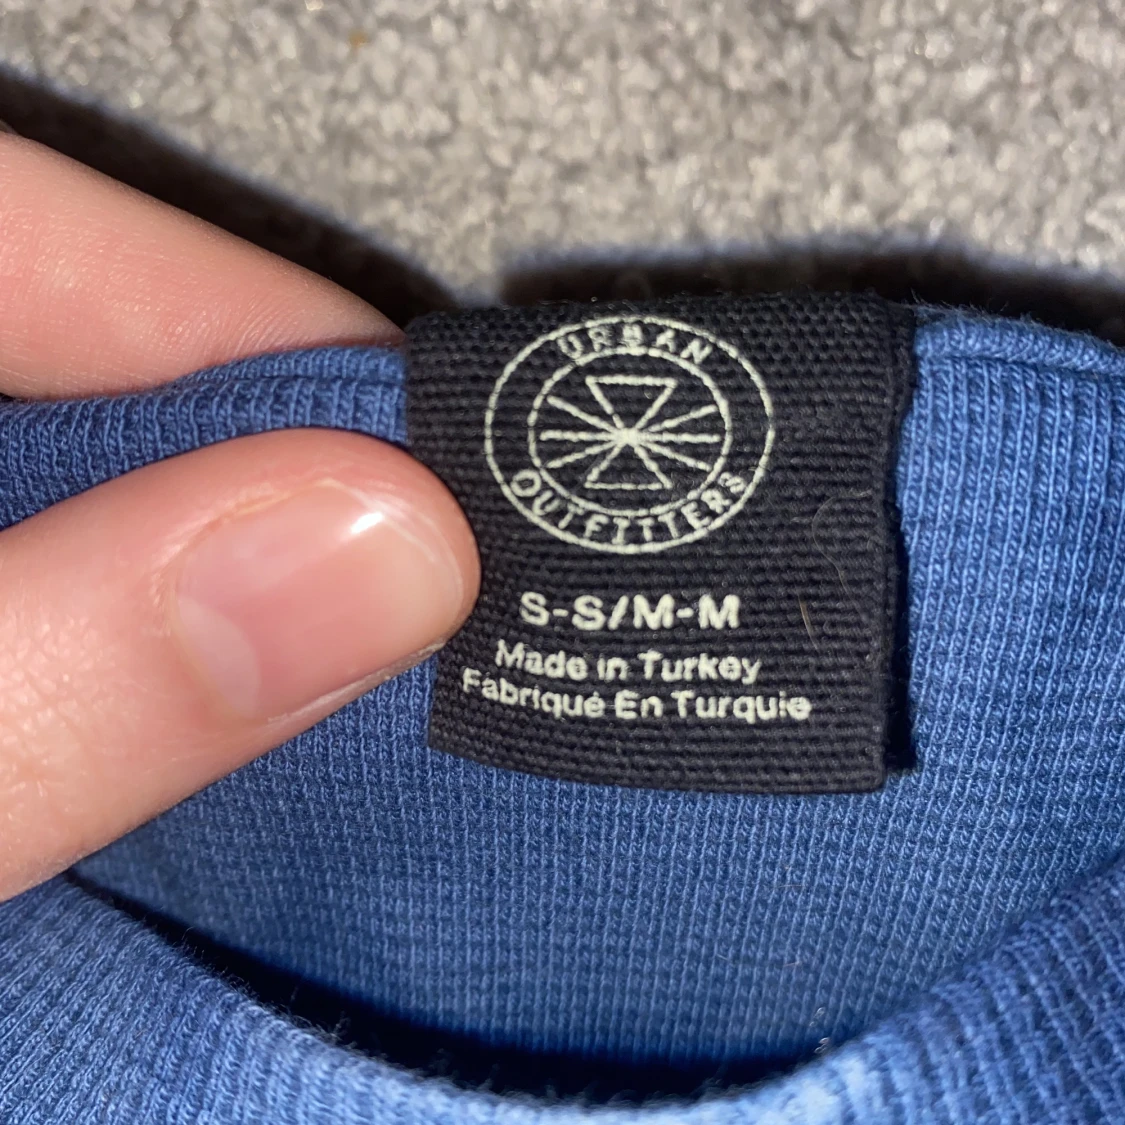 URBAN
OUTFITTERS
S-S/M-M
Made in Turkey
Fabriqué En Turquie